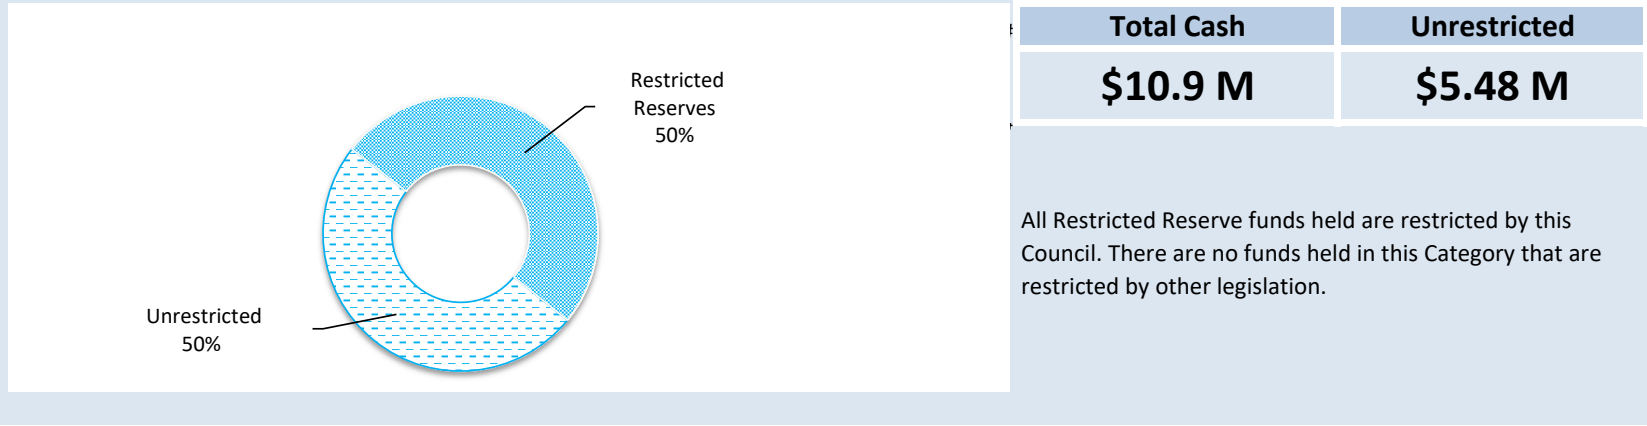 Restricted
Reserves
50%
Unrestricted
50%
Total Cash
Unrestricted
$10.9 M
$5.48 M
All Restricted Reserve funds held are restricted by this
Council. There are no funds held in this Category that are
restricted by other legislation.